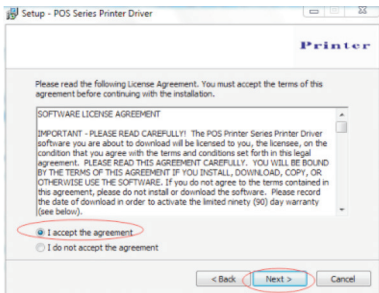 Setup - POS Series Printer Driver
Printer
Please read the following License Agreement. You must accept the terms of this
agreement before continuing with the installation.
SOFTWARE LICENSE AGREEMENT
IMPORTANT - PLEASE READ CAREFULLY! The POS Printer Series Printer Driver
software you are about to download will be licensed to you, the licensee, on the
condition that you agree with the terms and conditions set forth in this legal
agreement. PLEASE READ THIS AGREEMENT CAREFULLY. YOU WILL BE BOUND
BY THE TERMS OF THIS AGREEMENT IF YOU INSTALL, DOWNLOAD, COPY, OR
OTHERWISE USE THE SOFTWARE. If you do not agree to the terms contained in
this agreement, please do not install or download the software. Please record
the date of download in order to activate the limited ninety (90) day warranty
(see below).
I accept the agreement
I do not accept the agreement
< Back Next > Cancel